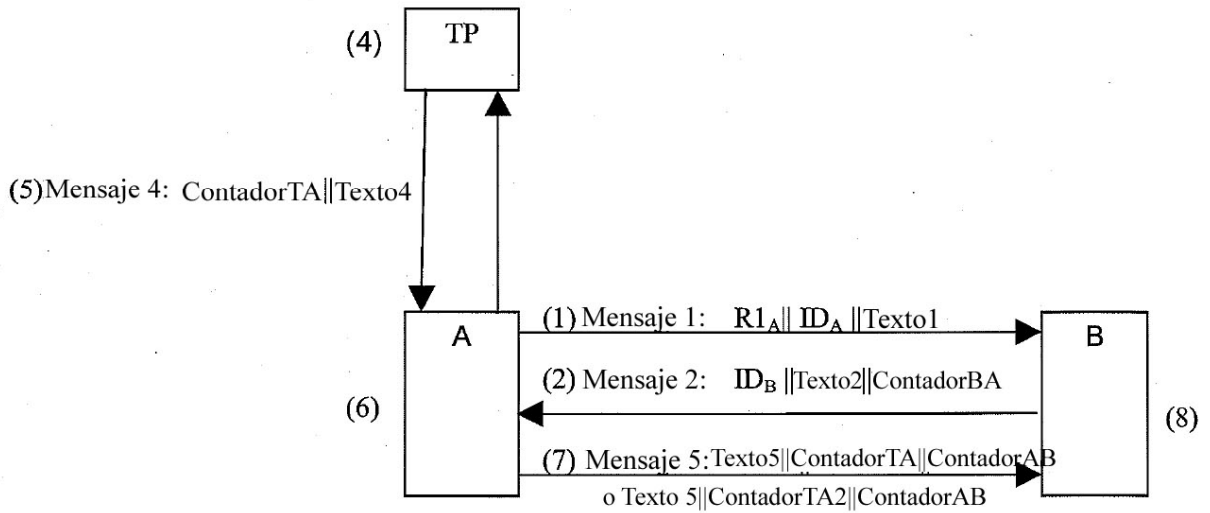 (4)
TP
(5)Mensaje 4: ContadorTA||Texto4
A
(1) Mensaje 1: R1A|| IDA ||Texto1
B
(2) Mensaje 2: IDB ||Texto2||ContadorBA
(6)
(8)
(7) Mensaje 5:Texto5||ContadorTA||ContadorAB
o Texto 5||ContadorTA2||ContadorAB